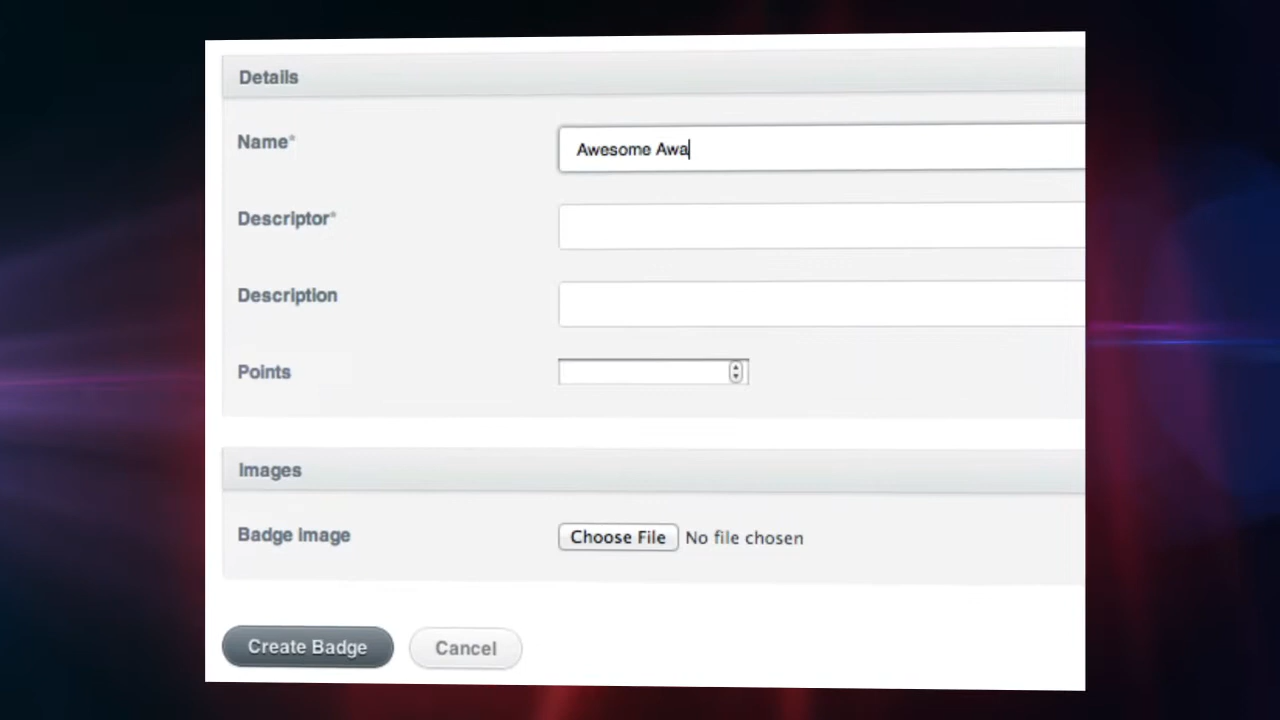 Details
Name*
Awesome Awa
Descriptor*
Description
Points
Images
Badge Image
Choose File No file chosen
Create Badge
Cancel